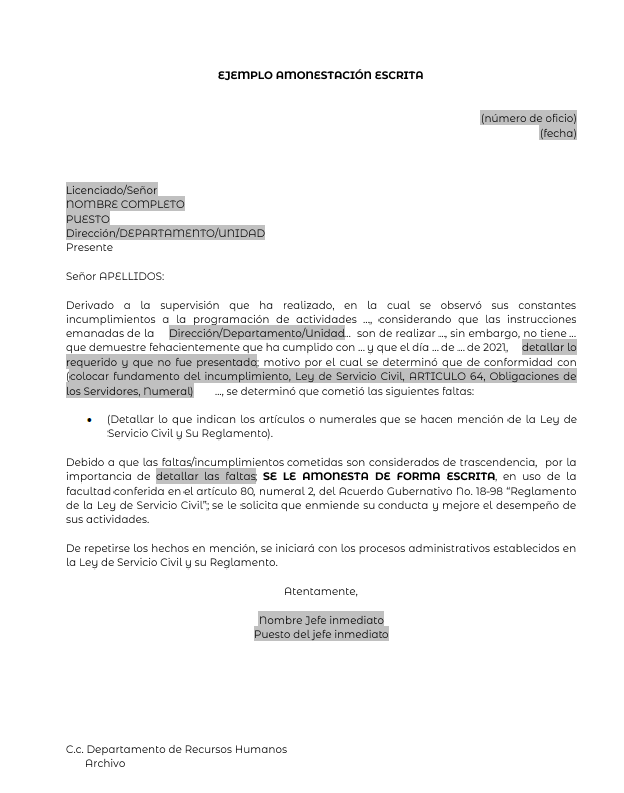 EJEMPLO AMONESTACIÓN ESCRITA
(número de oficio)
(fecha)
Licenciado/Señor
NOMBRE COMPLETO
PUESTO
Dirección/DEPARTAMENTO/UNIDAD
Presente
Señor APELLIDOS:
Derivado a la supervisión que ha realizado, en la cual se observó sus constantes
incumplimientos a la programación de actividades ..., considerando que las instrucciones
emanadas de la Dirección/Departamento/Unidad... son de realizar ..., sin embargo, no tiene ...
que demuestre fehacientemente que ha cumplido con ... y que el día ... de ... de 2021, detallar lo
requerido y que no fue presentada; motivo por el cual se determinó que de conformidad con
(colocar fundamento del incumplimiento, Ley de Servicio Civil, ARTICULO 64, Obligaciones de
los Servidores, Numeral) ..., se determinó que cometió las siguientes faltas:
• (Detallar lo que indican los artículos o numerales que se hacen mención de la Ley de
Servicio Civil y Su Reglamento).
Debido a que las faltas/incumplimientos cometidas son considerados de trascendencia, por la
importancia de detallar las faltas; SE LE AMONESTA DE FORMA ESCRITA, en uso de la
facultad conferida en el artículo 80, numeral 2, del Acuerdo Gubernativo No. 18-98 “Reglamento
de la Ley de Servicio Civil”; se le solicita que enmiende su conducta y mejore el desempeño de
sus actividades.
De repetirse los hechos en mención, se iniciará con los procesos administrativos establecidos en
la Ley de Servicio Civil y su Reglamento.
Atentamente,
Nombre Jefe inmediato
Puesto del jefe inmediato
C.c. Departamento de Recursos Humanos
Archivo